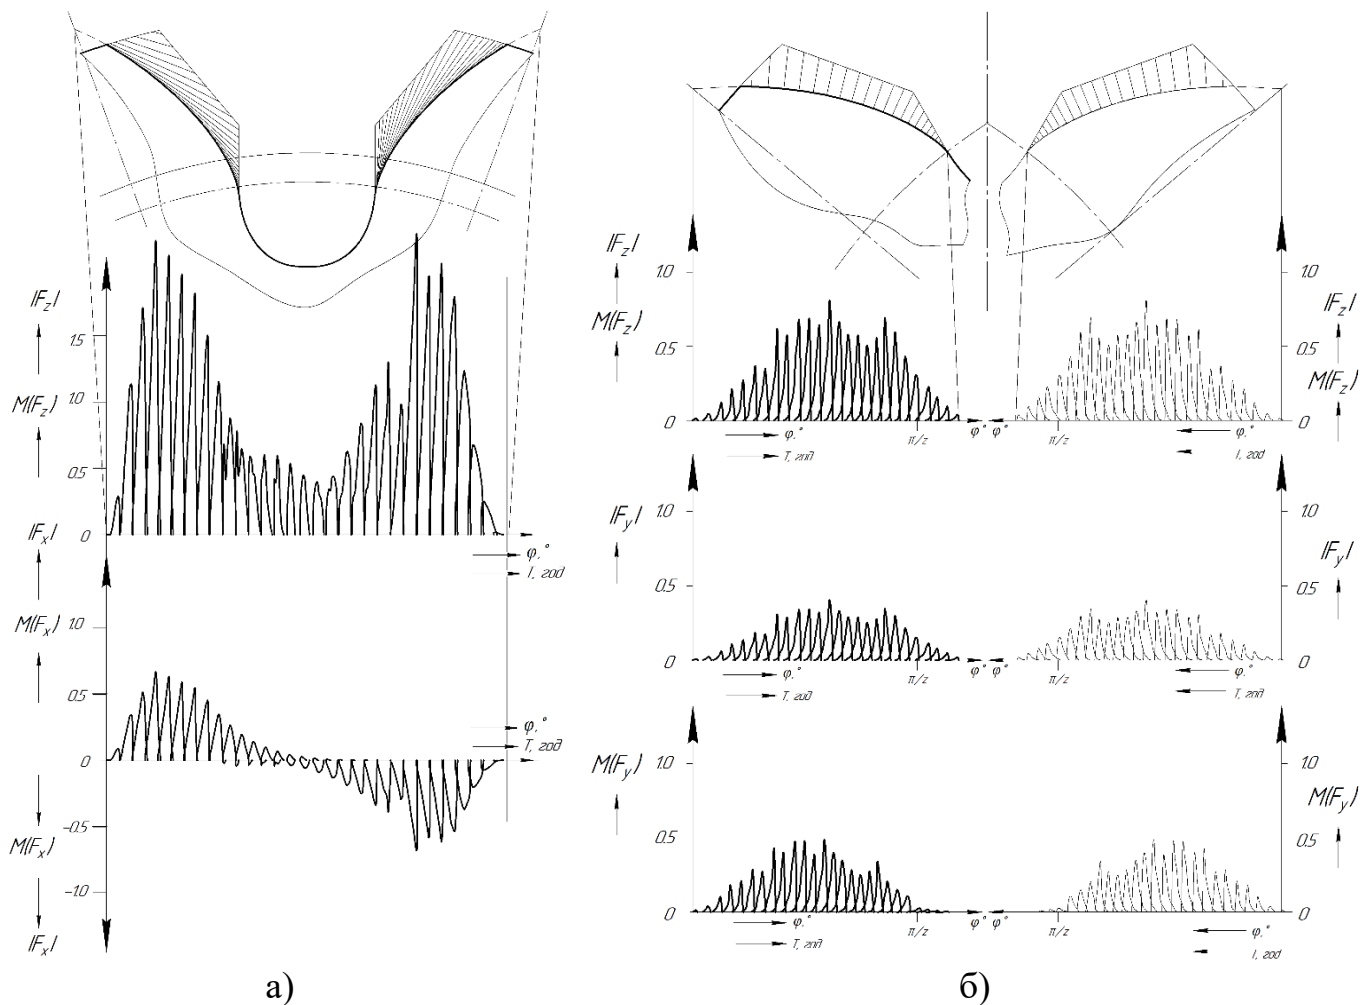 |F_z|
1.5
M(F_z)
1.0
0.5
|F_x|
0
φ,°
T, год
M(F_x)
1.0
0.5
φ,°
T, год
0
-0.5
M(F_x)
-1.0
|F_x|
а)
|F_z|
1.0
M(F_z)
0.5
0
φ,°
T, год
π/z
φ° φ°
π/z
φ,°
T, год
1.0
|F_z|
0.5
M(F_z)
0
|F_y|
1.0
0.5
0
φ,°
T, год
π/z
φ° φ°
π/z
φ,°
T, год
1.0
|F_y|
0.5
0
M(F_y)
1.0
0.5
0
φ,°
T, год
π/z
φ° φ°
π/z
φ,°
T, год
1.0
M(F_y)
0.5
0
б)